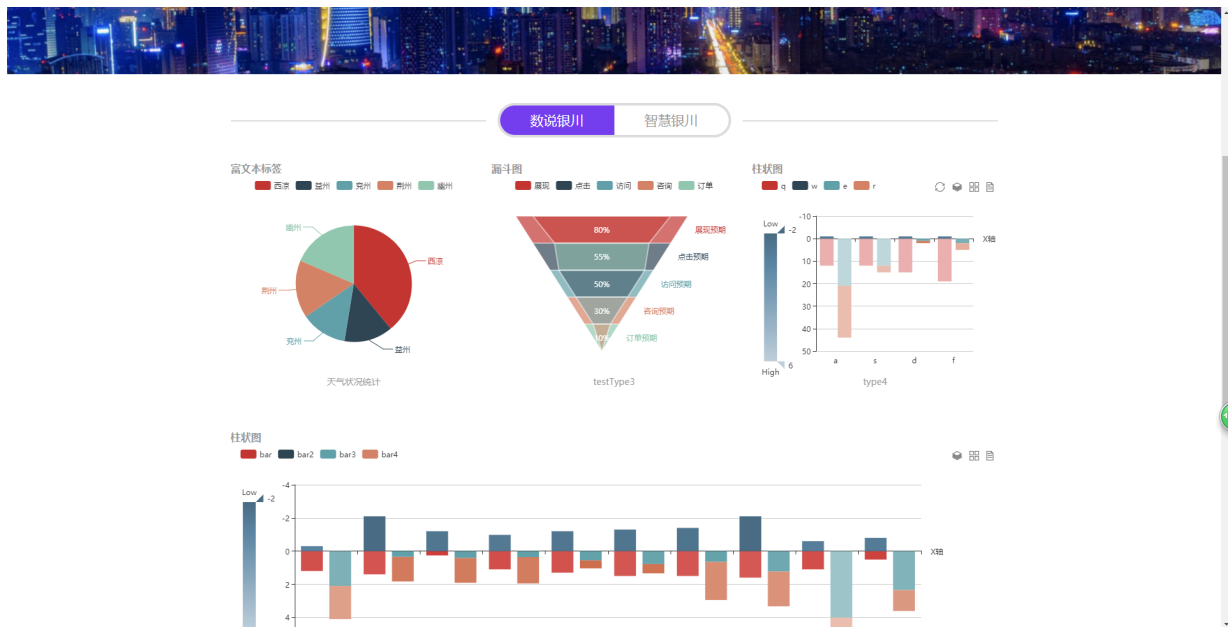 数说银川 智慧银川
富文本标签
西凉 益州 兖州 荆州 幽州
幽州
西凉
荆州
兖州
益州
天气状况统计
漏斗图
展现 点击 访问 咨询 订单
80% 展现预期
55% 点击预期
50% 访问预期
30% 咨询预期
订单预期
testType3
柱状图
q w e r
Low -2
-10
0 X轴
10
20
30
40
50
High 6
a s d f
type4
柱状图
bar bar2 bar3 bar4
Low -2
-4
-2
0 X轴
2
4